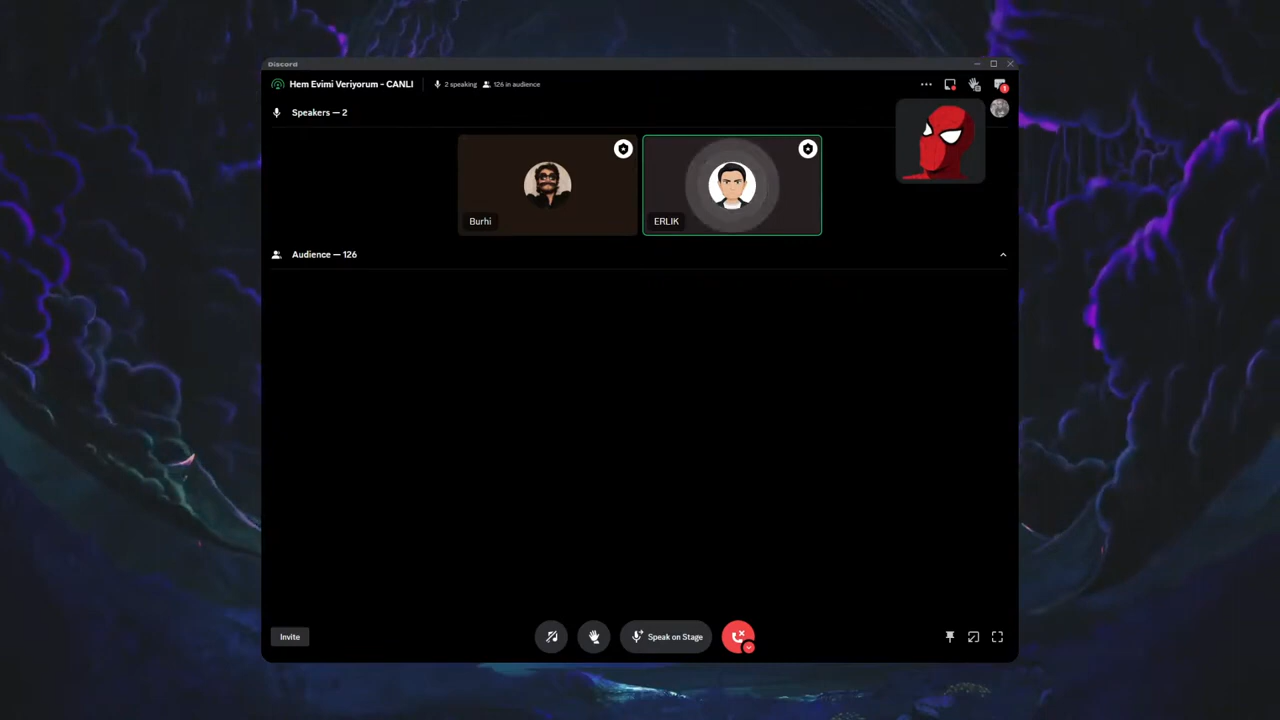 Discord
Hem Evimi Veriyorum - CANLI
2 speaking
126 in audience
1
Speakers — 2
Burhi
ERLIK
Audience — 126
Invite
Speak on Stage